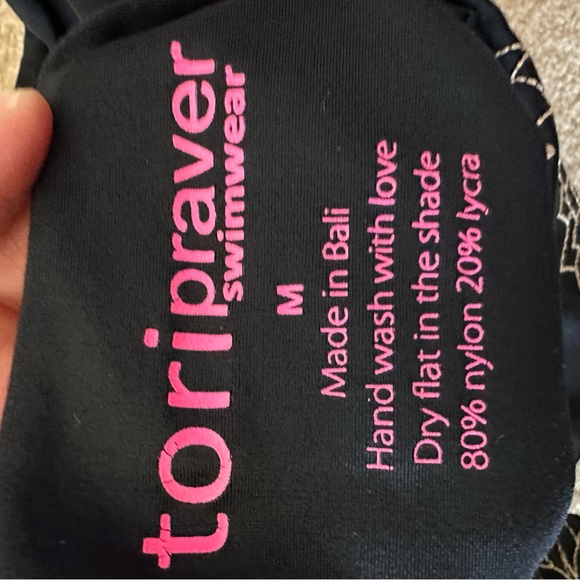 toripraver
swimwear
M
Made in Bali
Hand wash with love
Dry flat in the shade
80% nylon 20% lycra